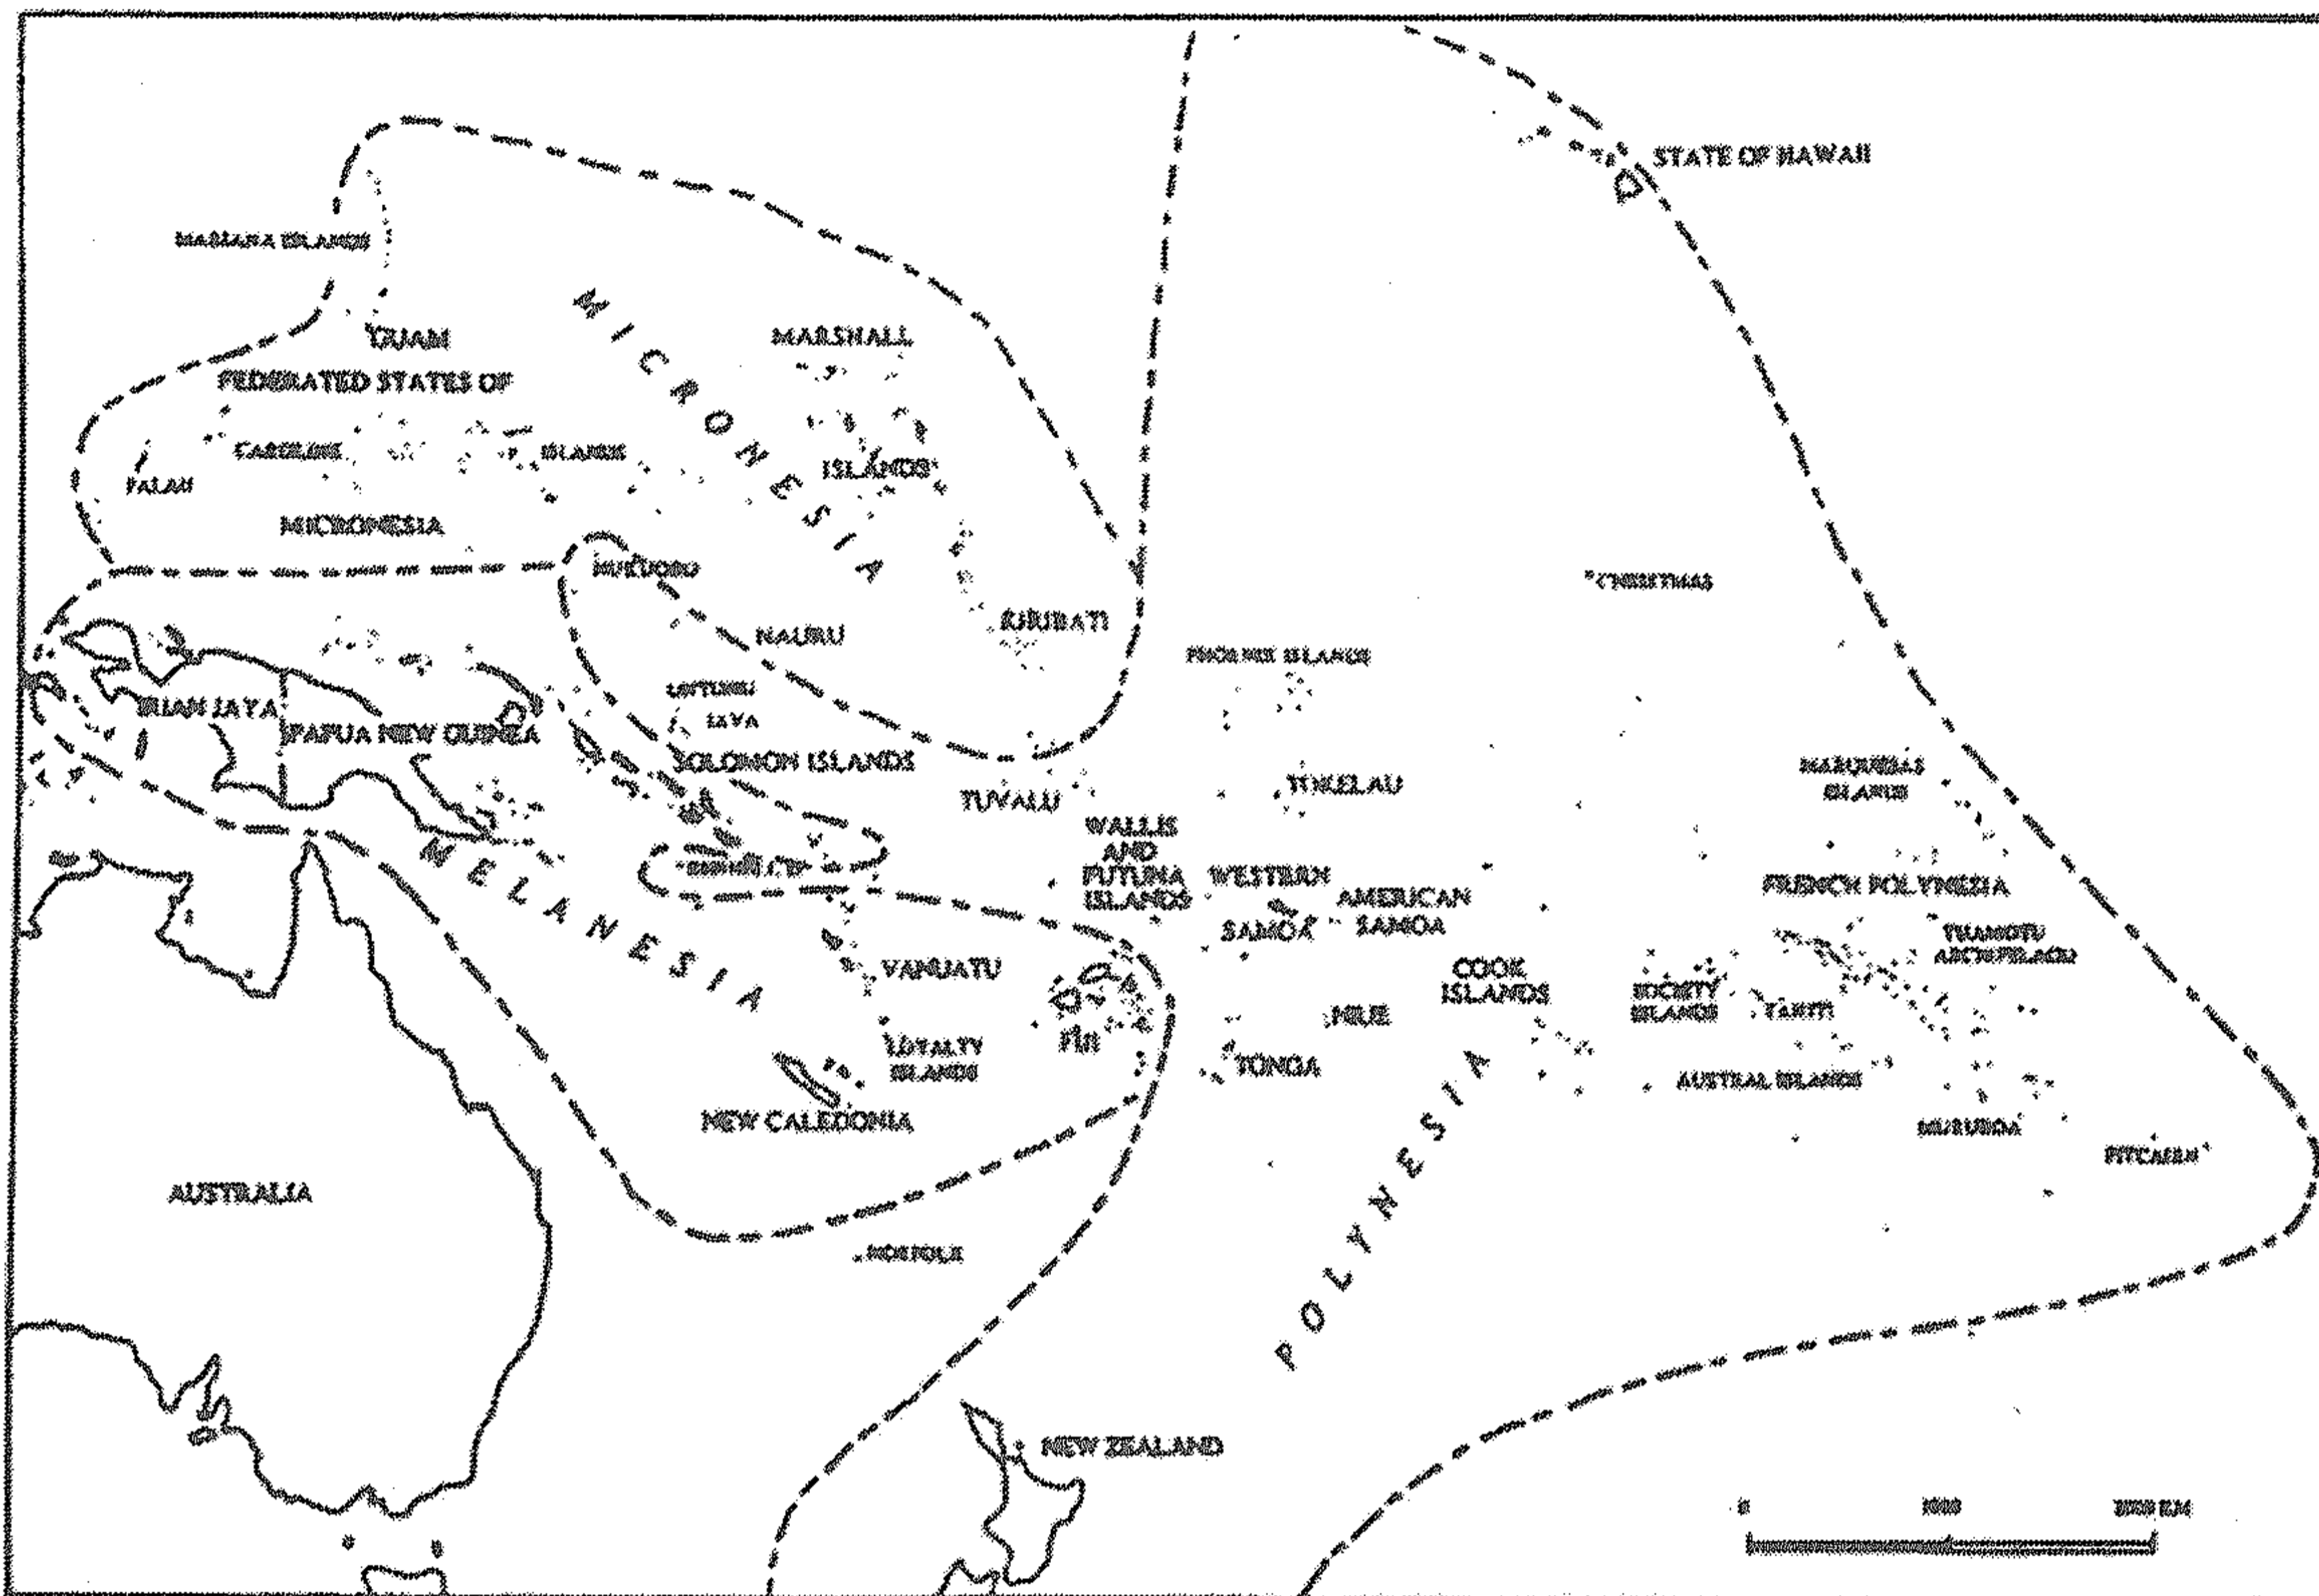 STATE OF HAWAII
MARIANA ISLANDS
GUAM
MARSHALL
FEDERATED STATES OF
CAROLINE ISLANDS
ISLANDS
PALAU
MICRONESIA
MICRONESIA
NUKUORO
CHRISTMAS
KIRIBATI
NAURU
PHOENIX ISLANDS
IRIAN JAYA
PAPUA NEW GUINEA
JAVA
SOLOMON ISLANDS
TUVALU
TOKELAU
MARQUESAS
ISLANDS
WALLIS
AND
FUTUNA
ISLANDS
WESTERN
SAMOA
AMERICAN
SAMOA
FRENCH POLYNESIA
MELANESIA
TUAMOTU
ARCHIPELAGO
VANUATU
COOK
ISLANDS
SOCIETY
ISLANDS
TAHITI
NIUE
FIJI
LOYALTY
ISLANDS
TONGA
AUSTRAL ISLANDS
NEW CALEDONIA
MURUROA
PITCAIRN
POLYNESIA
AUSTRALIA
NORFOLK
NEW ZEALAND
0 1000 2000 KM